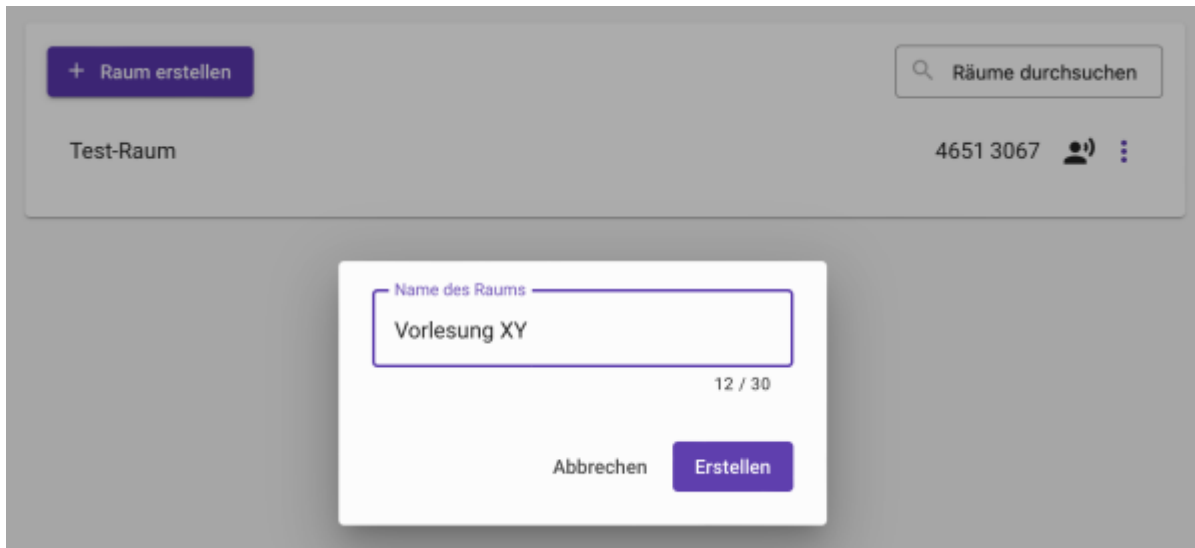 + Raum erstellen
Räume durchsuchen
Test-Raum
4651 3067
Name des Raums
Vorlesung XY
12 / 30
Abbrechen
Erstellen